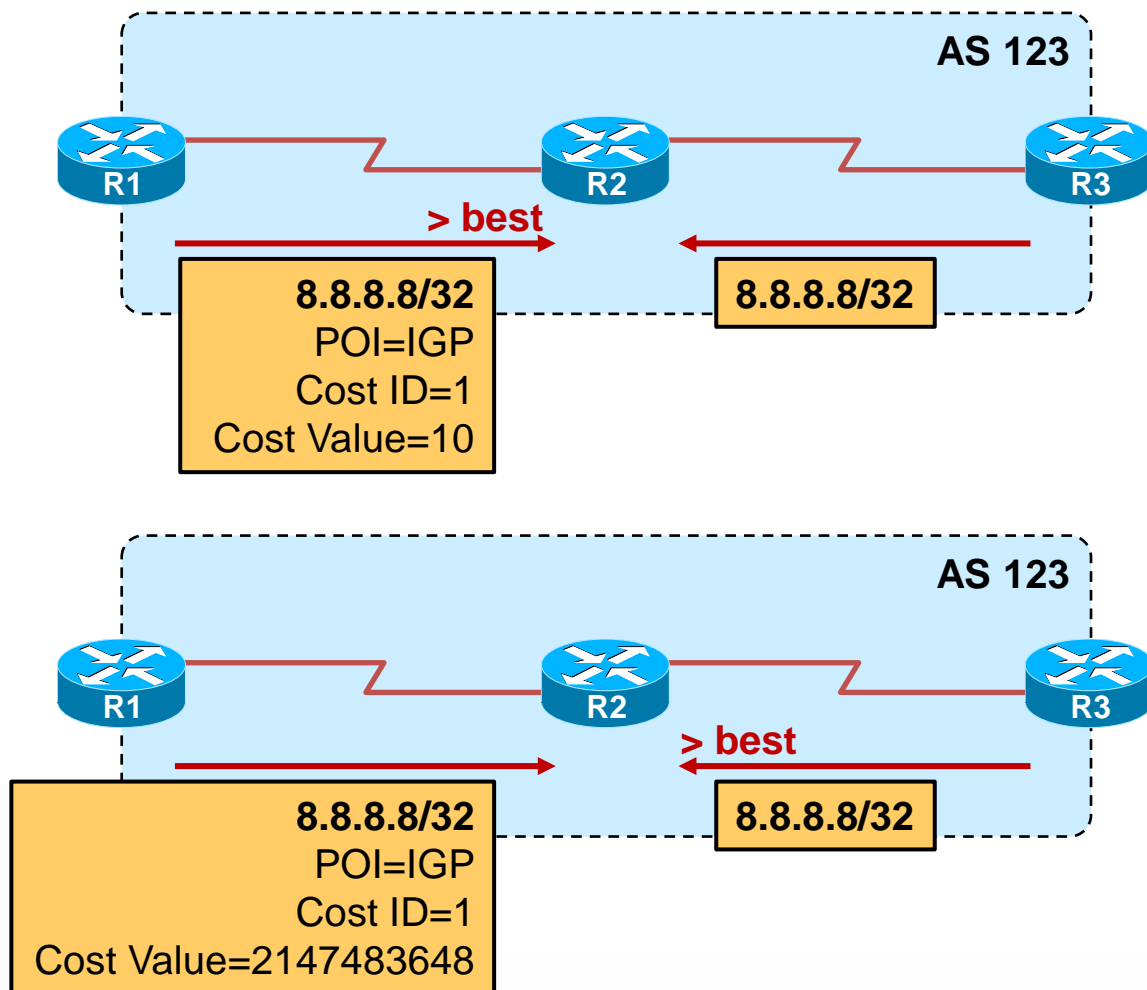 AS 123
R1
R2
R3
> best
8.8.8.8/32
POI=IGP
Cost ID=1
Cost Value=10
8.8.8.8/32
AS 123
R1
R2
R3
> best
8.8.8.8/32
POI=IGP
Cost ID=1
Cost Value=2147483648
8.8.8.8/32